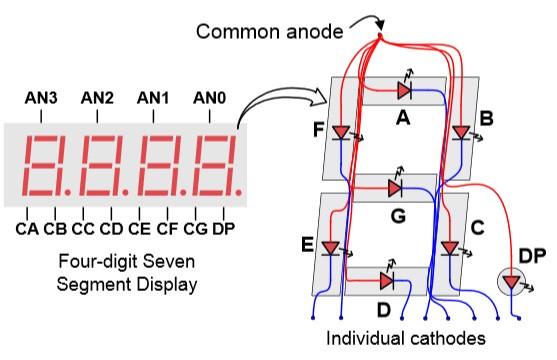 Common anode
AN3 AN2 AN1 AN0
CA CB CC CD CE CF CG DP
Four-digit Seven
Segment Display
A
F
B
G
E
C
DP
D
Individual cathodes